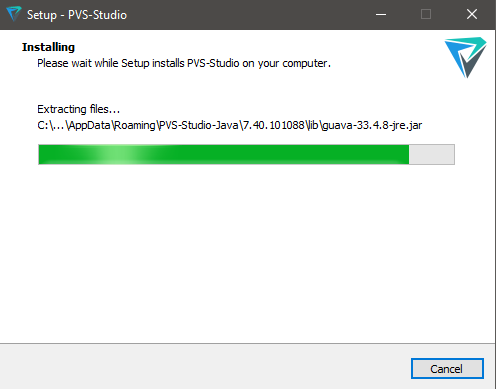 Setup - PVS-Studio
Installing
Please wait while Setup installs PVS-Studio on your computer.
Extracting files...
C:\...\AppData\Roaming\PVS-Studio-Java\7.40.101088\lib\guava-33.4.8-jre.jar
Cancel